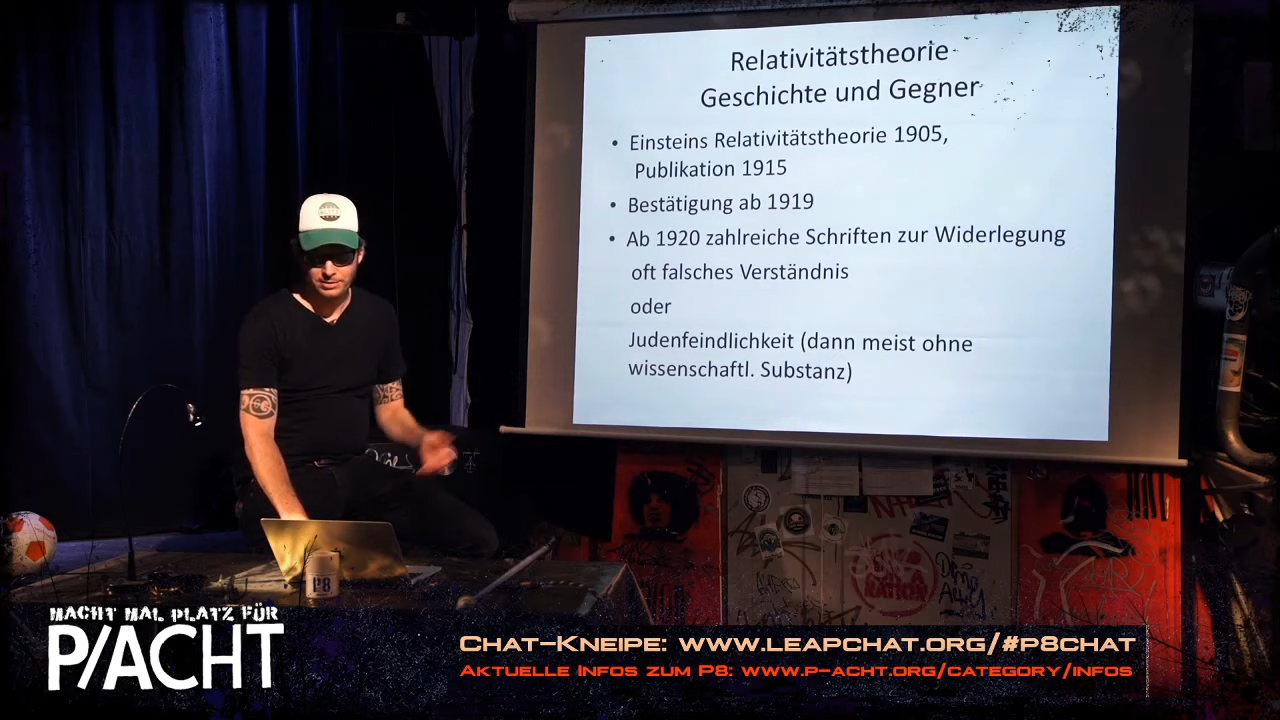 Relativitätstheorie
Geschichte und Gegner
• Einsteins Relativitätstheorie 1905,
Publikation 1915
• Bestätigung ab 1919
• Ab 1920 zahlreiche Schriften zur Widerlegung
oft falsches Verständnis
oder
Judenfeindlichkeit (dann meist ohne
wissenschaftl. Substanz)
P8
MACHT MAL PLATZ FÜR
P/ACHT
Chat-Kneipe: www.leapchat.org/#p8chat
Aktuelle Infos zum P8: www.p-acht.org/category/infos